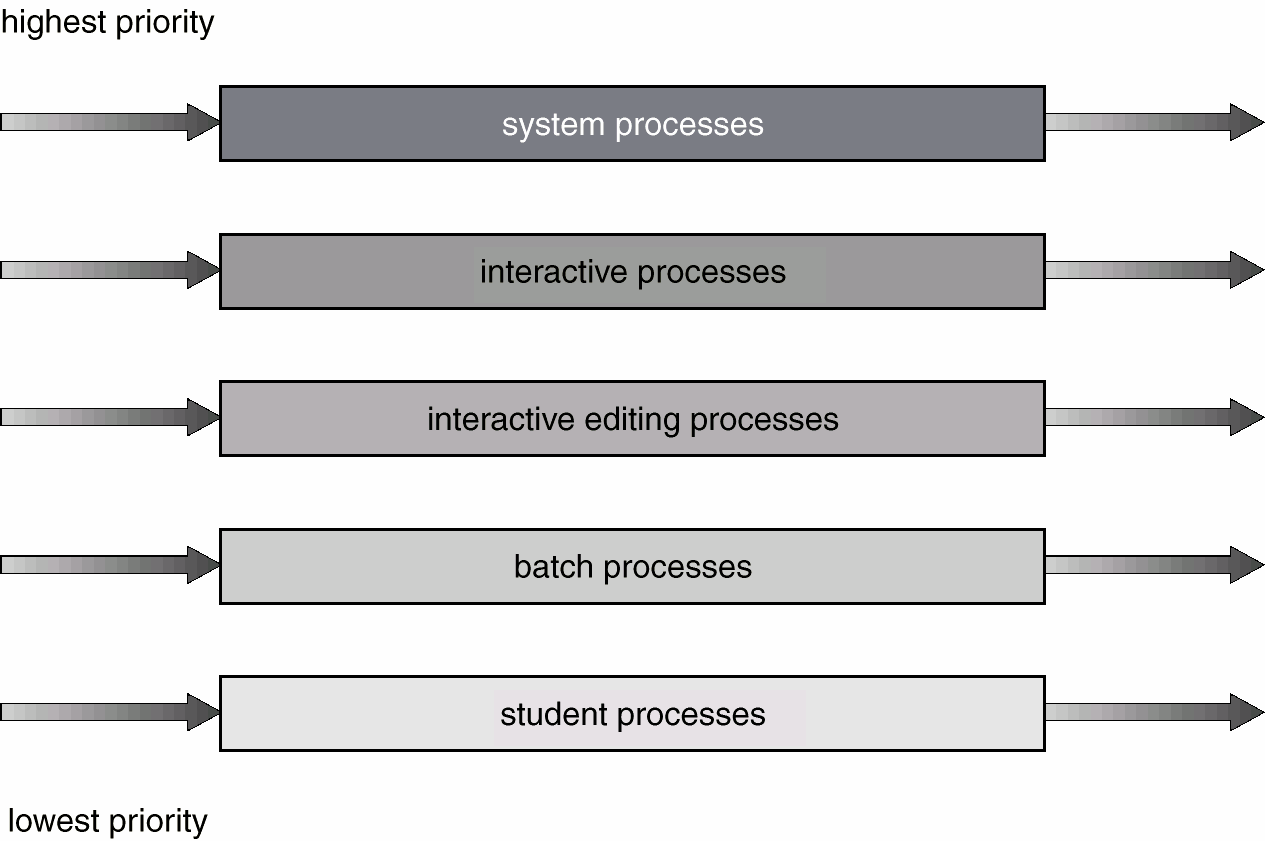 highest priority
system processes
interactive processes
interactive editing processes
batch processes
student processes
lowest priority